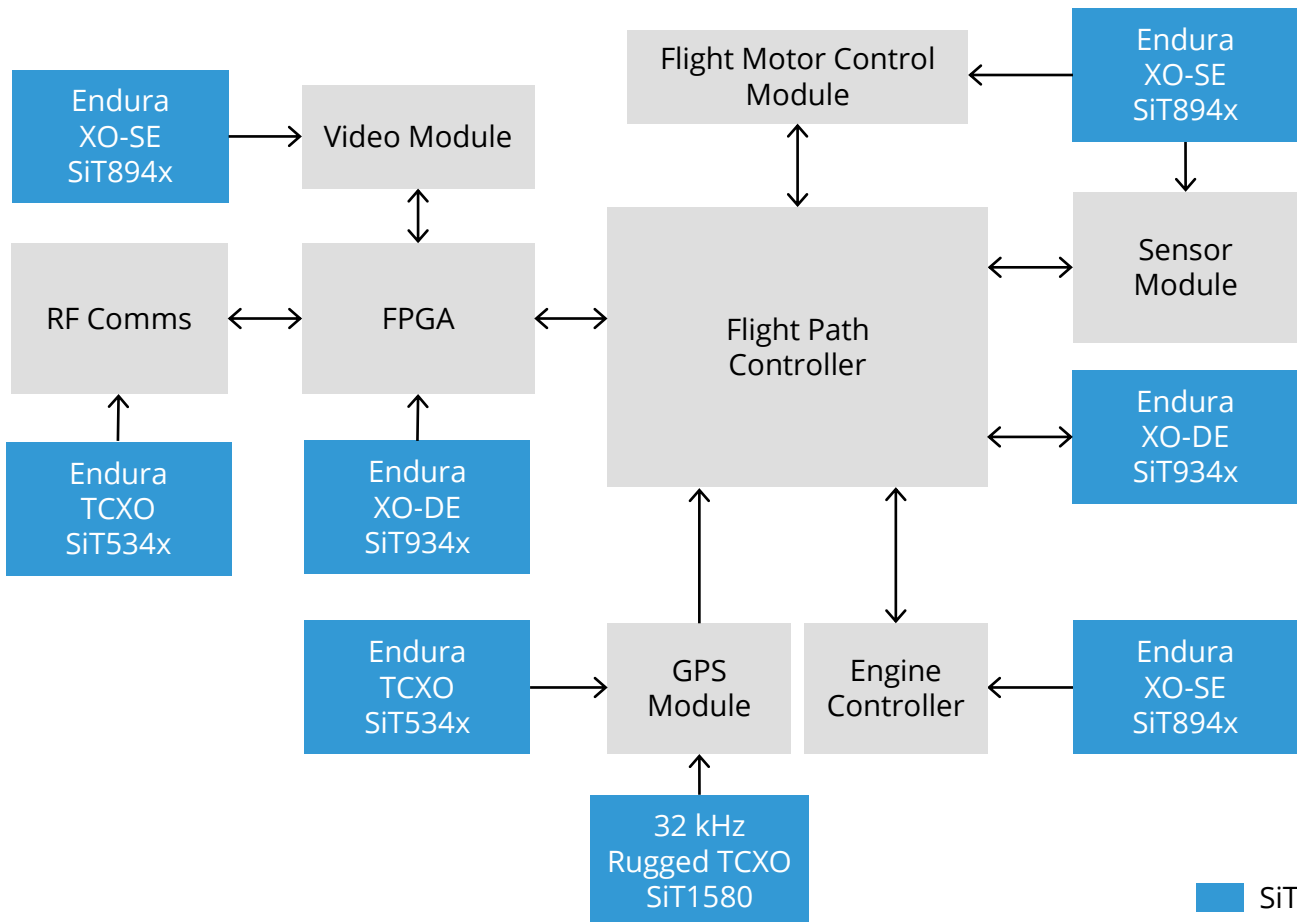 Endura
XO-SE
SiT894x
Video Module
Flight Motor Control
Module
Endura
XO-SE
SiT894x
RF Comms
FPGA
Flight Path
Controller
Sensor
Module
Endura
TCXO
SiT534x
Endura
XO-DE
SiT934x
Endura
XO-DE
SiT934x
Endura
TCXO
SiT534x
GPS
Module
Engine
Controller
Endura
XO-SE
SiT894x
32 kHz
Rugged TCXO
SiT1580
SiT